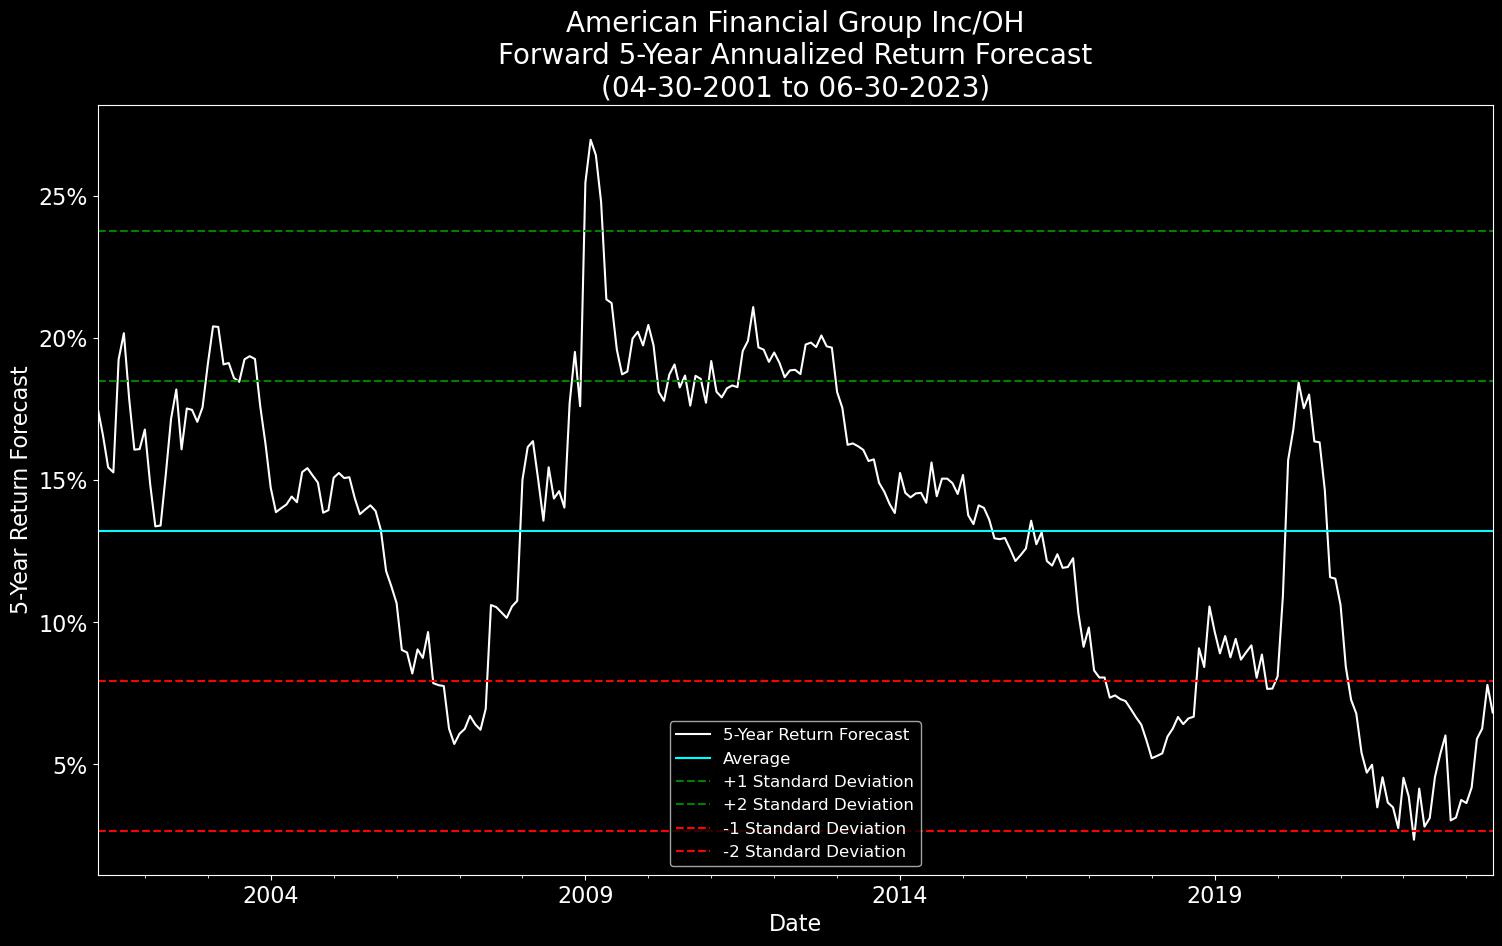 American Financial Group Inc/OH
Forward 5-Year Annualized Return Forecast
(04-30-2001 to 06-30-2023)
5-Year Return Forecast
25%
20%
15%
10%
5%
5-Year Return Forecast
Average
+1 Standard Deviation
+2 Standard Deviation
-1 Standard Deviation
-2 Standard Deviation
2004
2009
2014
2019
Date